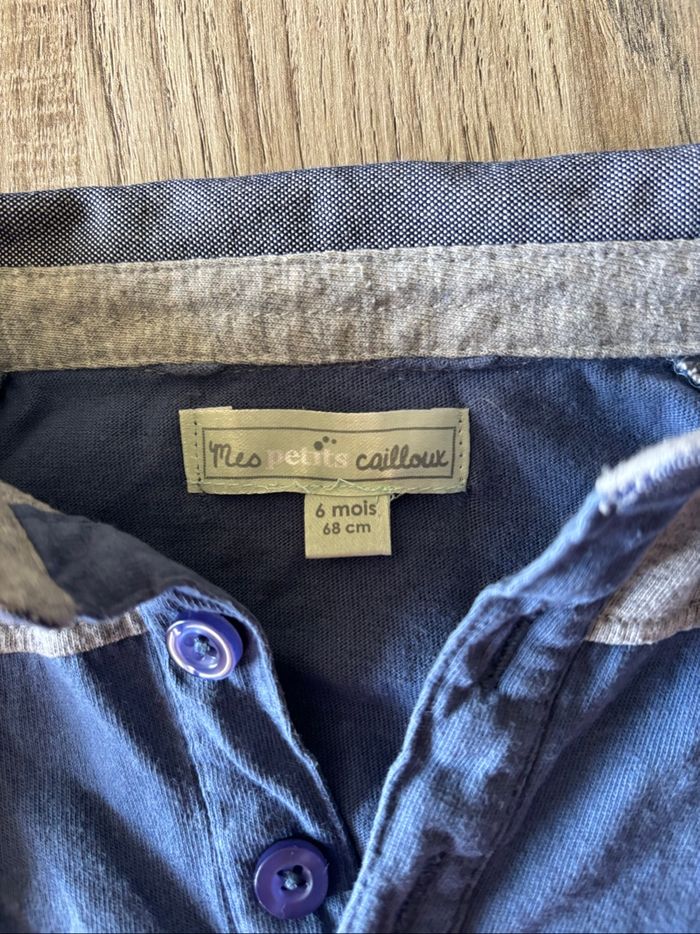 Mes petits cailloux
6 mois
68 cm